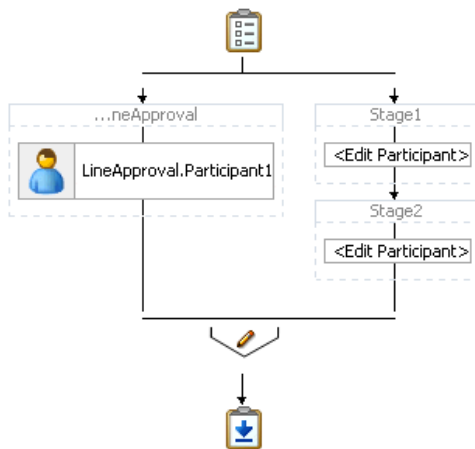 ...neApproval
LineApproval.Participant1
Stage1
<Edit Participant>
Stage2
<Edit Participant>